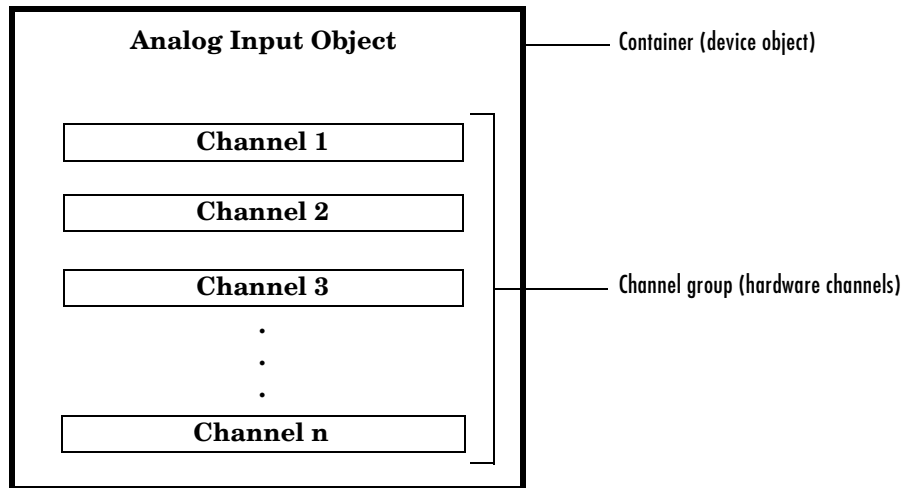 Analog Input Object
Container (device object)
Channel 1
Channel 2
Channel 3
Channel group (hardware channels)
.
.
.
Channel n